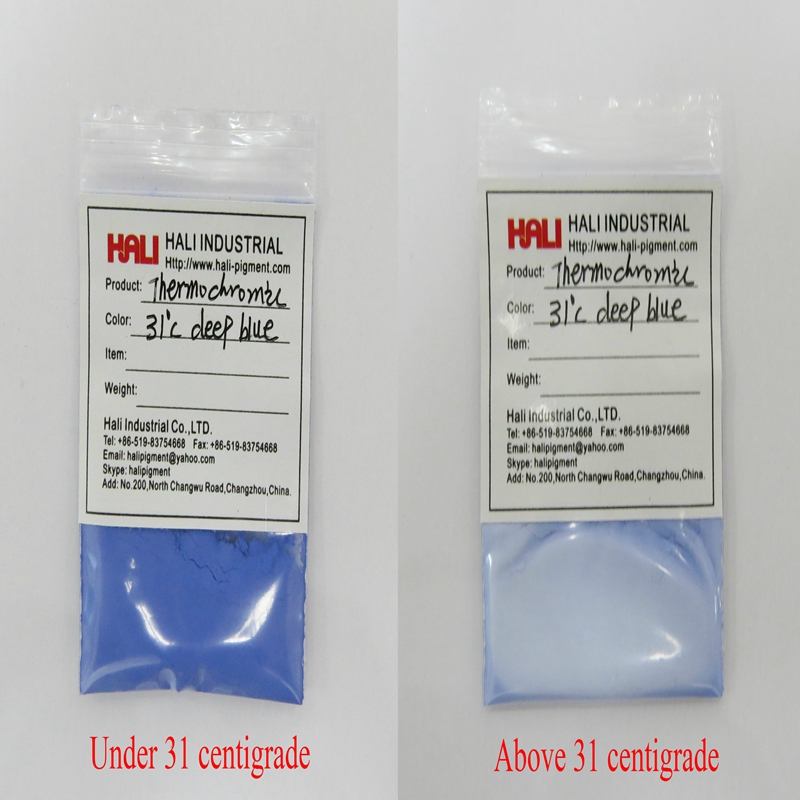 HALI HALI INDUSTRIAL
Http://www.hali-pigment.com
Product: Thermochromic
Color: 31°c deep blue
Item:
Weight:
Hali Industrial Co.,LTD.
Tel: +86-519-83754668 Fax: +86-519-83754668
Email: halipigment@yahoo.com
Skype: halipigment
Add: No.200,North Changwu Road,Changzhou,China.
Under 31 centigrade
HALI HALI INDUSTRIAL
Http://www.hali-pigment.com
Product: Thermochromic
Color: 31°c deep blue
Item:
Weight:
Hali Industrial Co.,LTD.
Tel: +86-519-83754668 Fax: +86-519-83754668
Email: halipigment@yahoo.com
Skype: halipigment
Add: No.200,North Changwu Road,Changzhou,China.
Above 31 centigrade